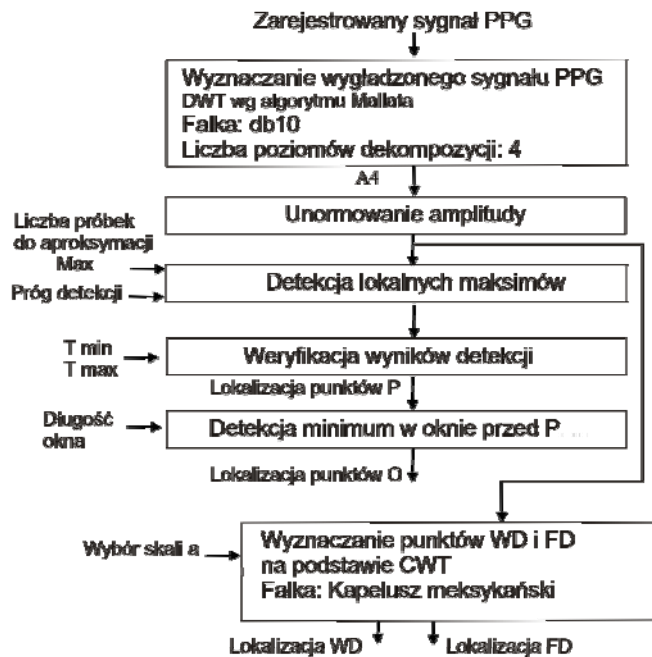 Zarejestrowany sygnał PPG
Wyznaczanie wygładzonego sygnału PPG
DWT wg algorytmu Mallata
Falka: db10
Liczba poziomów dekompozycji: 4
A4
Unormowanie amplitudy
Liczba próbek
do aproksymacji
Max
Próg detekcji
Detekcja lokalnych maksimów
T min
T max
Weryfikacja wyników detekcji
Lokalizacja punktów P
Długość
okna
Detekcja minimum w oknie przed P
Lokalizacja punktów O
Wybór skali a
Wyznaczanie punktów WD i FD
na podstawie CWT
Falka: Kapelusz meksykański
Lokalizacja WD
Lokalizacja FD